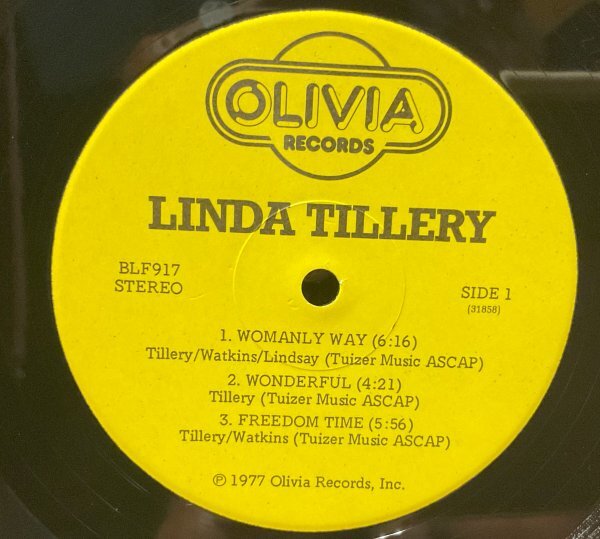 OLIVIA
RECORDS
LINDA TILLERY
BLF917
STEREO
SIDE 1
(31858)
1. WOMANLY WAY (6:16)
Tillery/Watkins/Lindsay (Tuizer Music ASCAP)
2. WONDERFUL (4:21)
Tillery (Tuizer Music ASCAP)
3. FREEDOM TIME (5:56)
Tillery/Watkins (Tuizer Music ASCAP)
℗ 1977 Olivia Records, Inc.